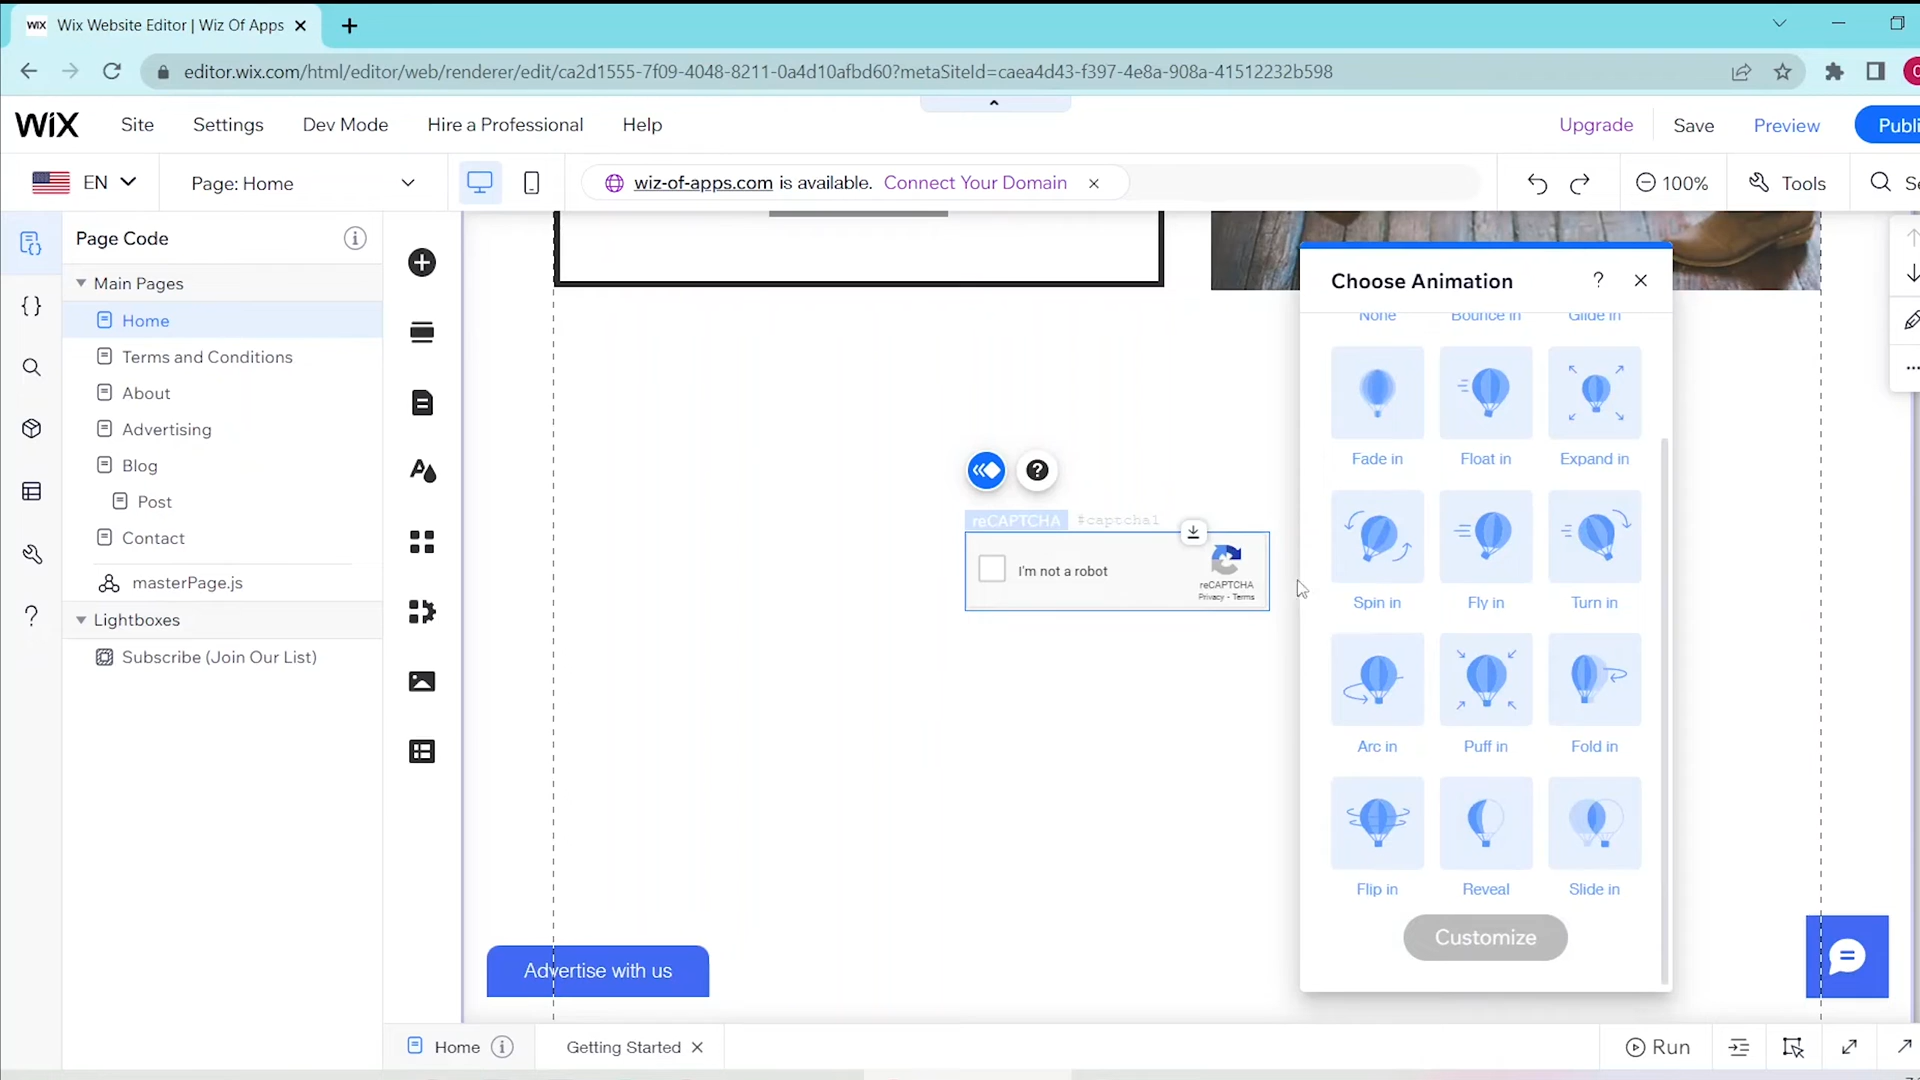 WiX Wix Website Editor | Wiz Of Apps
editor.wix.com/html/editor/web/renderer/edit/ca2d1555-7f09-4048-8211-0a4d10afbd60?metaSiteId=caea4d43-f397-4e8a-908a-41512232b598
WiX Site Settings Dev Mode Hire a Professional Help Upgrade Save Preview Publi
EN Page: Home wiz-of-apps.com is available. Connect Your Domain 100% Tools Se
Page Code
Main Pages
Home
Terms and Conditions
About
Advertising
Blog
Post
Contact
masterPage.js
Lightboxes
Subscribe (Join Our List)
reCAPTCHA #captcha1
I'm not a robot
reCAPTCHA
Privacy - Terms
Advertise with us
Choose Animation ?
None Bounce in Glide in
Fade in Float in Expand in
Spin in Fly in Turn in
Arc in Puff in Fold in
Flip in Reveal Slide in
Customize
Home Getting Started Run